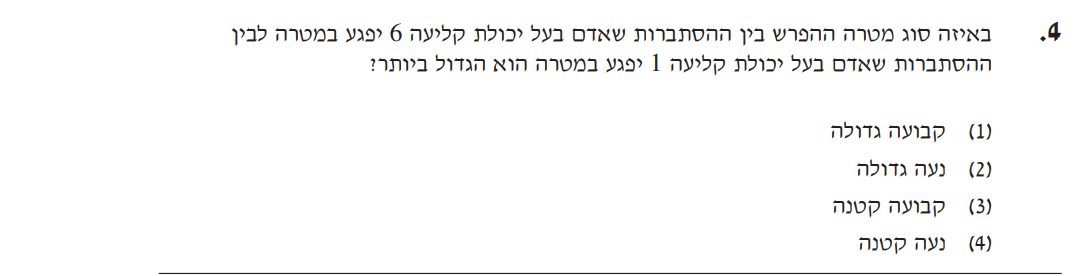 4. באיזה סוג מטרה ההפרש בין ההסתברות שאדם בעל יכולת קליעה 6 יפגע במטרה לבין
ההסתברות שאדם בעל יכולת קליעה 1 יפגע במטרה הוא הגדול ביותר?
(1) קבועה גדולה
(2) נעה גדולה
(3) קבועה קטנה
(4) נעה קטנה